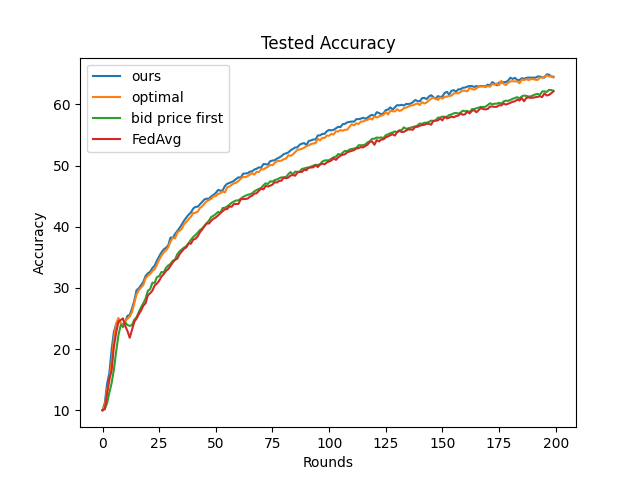 Tested Accuracy
ours
optimal
bid price first
FedAvg
60
50
40
30
20
10
Accuracy
0 25 50 75 100 125 150 175 200
Rounds